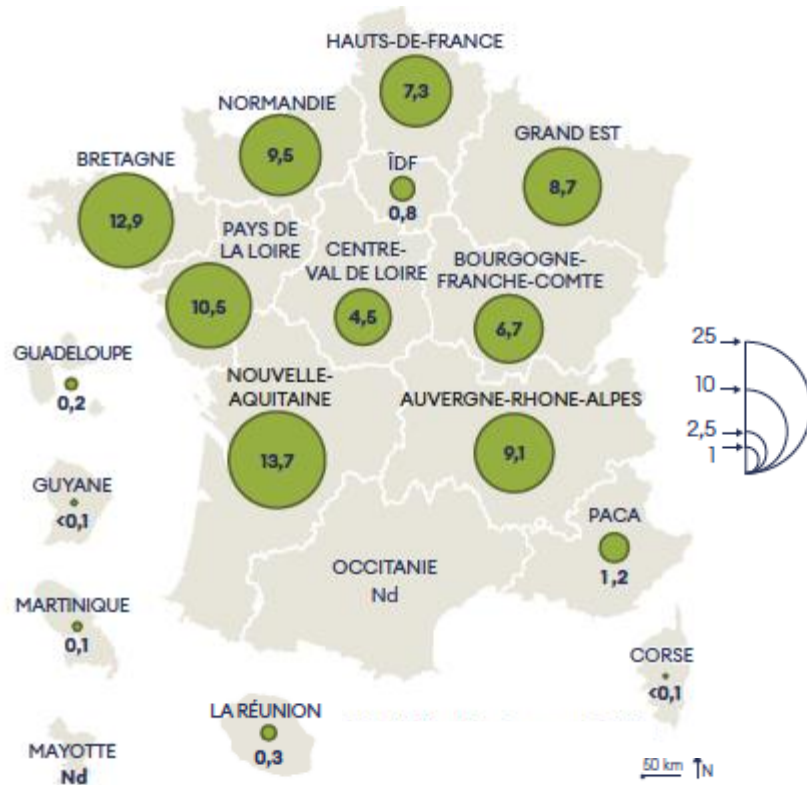 HAUTS-DE-FRANCE
7,3
NORMANDIE
9,5
GRAND EST
8,7
BRETAGNE
12,9
ÎDF
0,8
PAYS DE
LA LOIRE
10,5
CENTRE-
VAL DE LOIRE
4,5
BOURGOGNE-
FRANCHE-COMTE
6,7
GUADELOUPE
0,2
NOUVELLE-
AQUITAINE
13,7
AUVERGNE-RHONE-ALPES
9,1
25
10
2,5
1
GUYANE
<0,1
PACA
1,2
OCCITANIE
Nd
MARTINIQUE
0,1
CORSE
<0,1
LA RÉUNION
0,3
MAYOTTE
Nd
50 km N